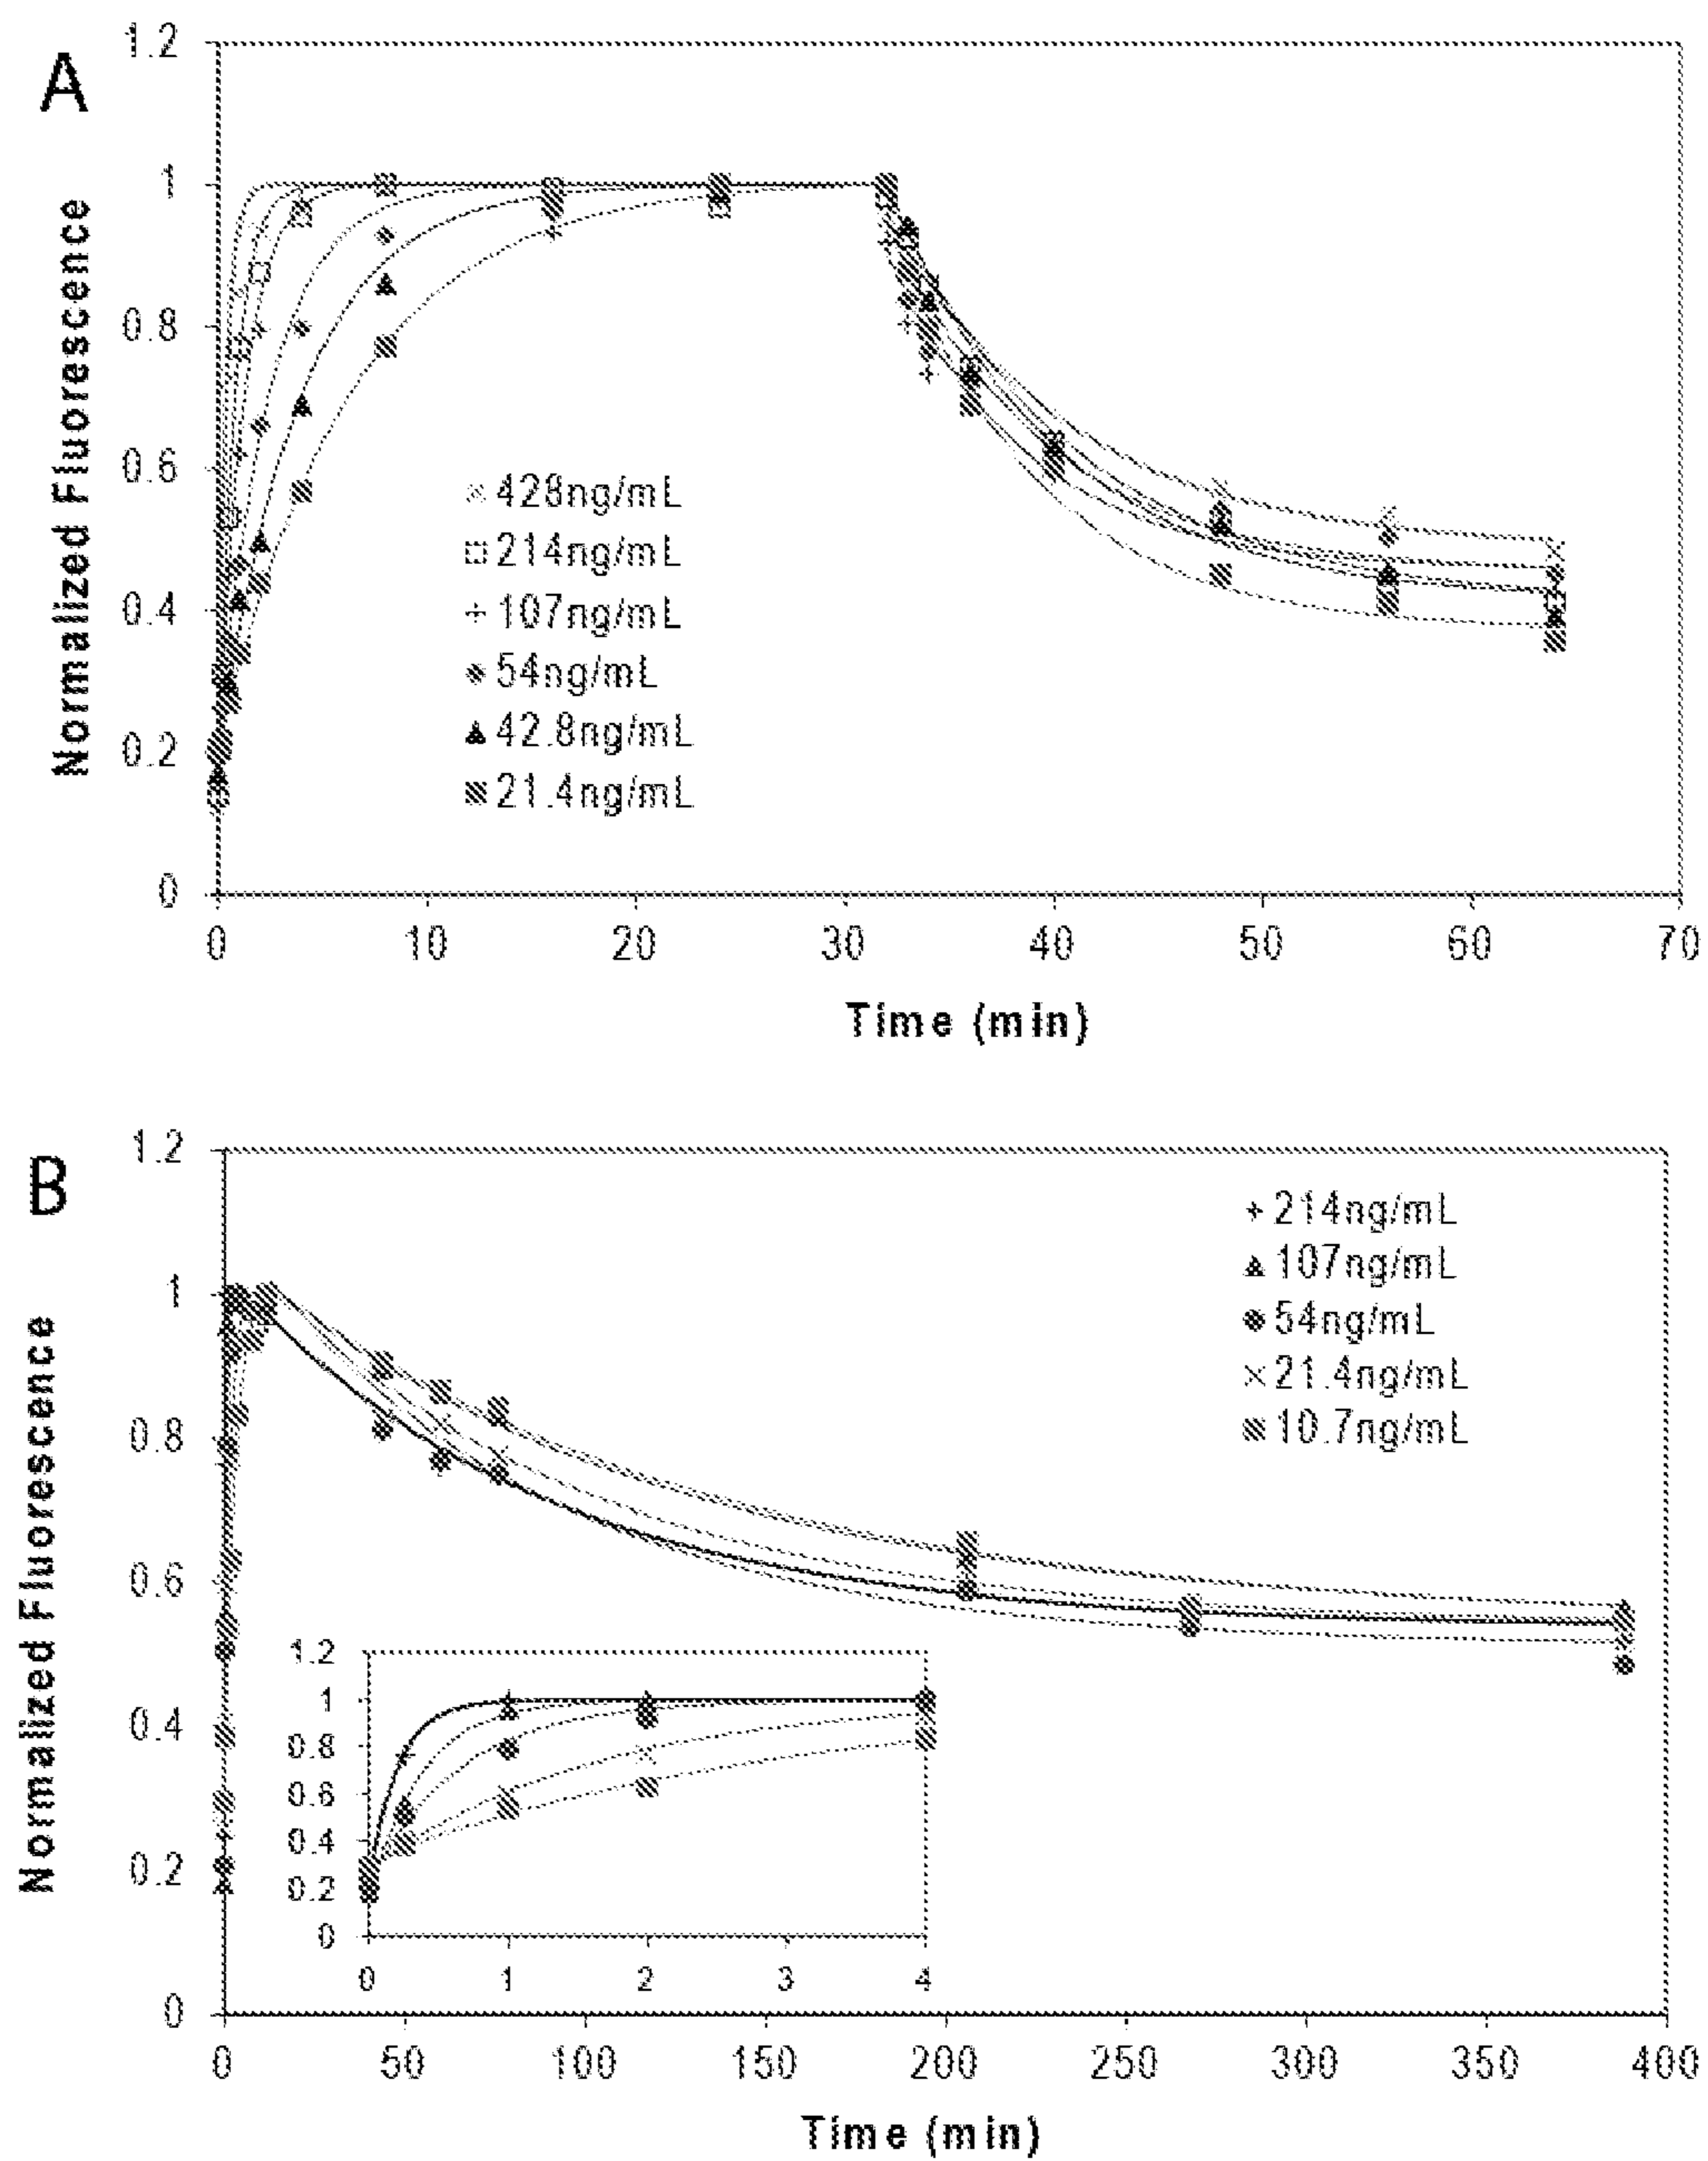 A
1.2
1
0.8
0.6
0.4
0.2
0
Normalized Fluorescence
428ng/mL
214ng/mL
107ng/mL
54ng/mL
42.8ng/mL
21.4ng/mL
0 10 20 30 40 50 60 70
Time (min)
B
1.2
1
0.8
0.6
0.4
0.2
0
Normalized Fluorescence
214ng/mL
107ng/mL
54ng/mL
21.4ng/mL
10.7ng/mL
1.2
1
0.8
0.6
0.4
0.2
0
0 1 2 3 4
0 50 100 150 200 250 300 350 400
Time (min)